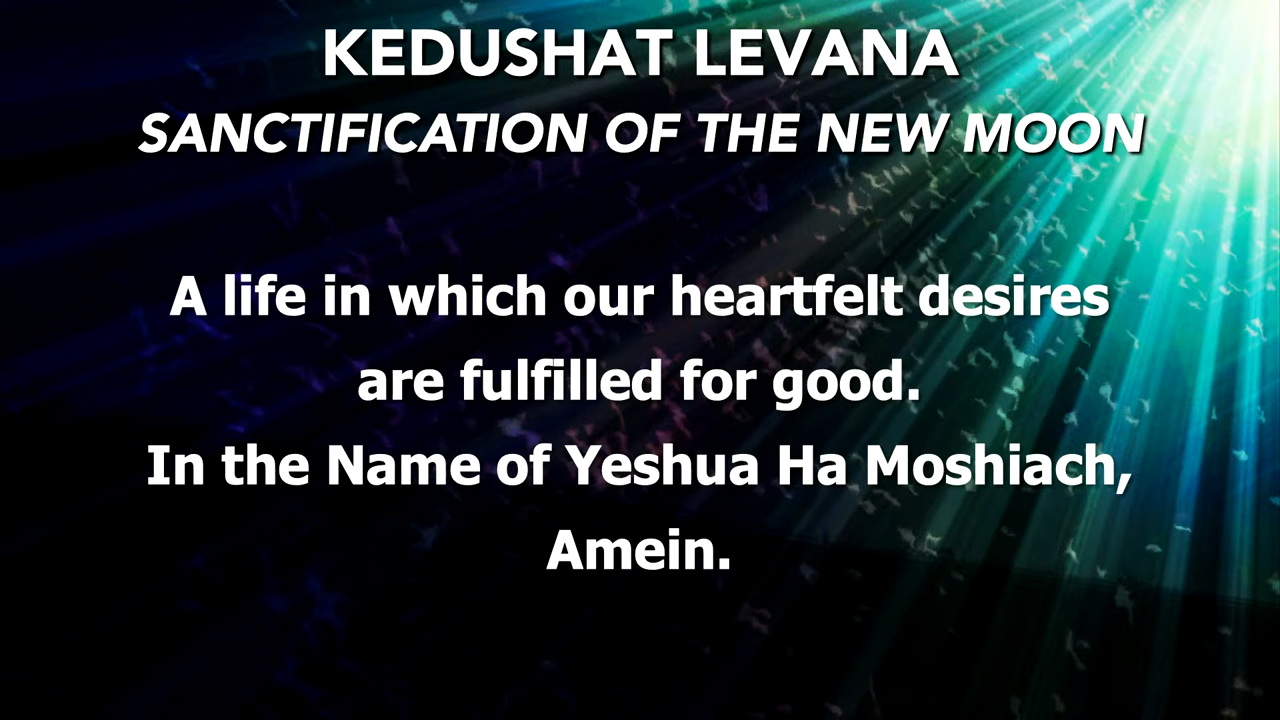 KEDUSHAT LEVANA
SANCTIFICATION OF THE NEW MOON
A life in which our heartfelt desires
are fulfilled for good.
In the Name of Yeshua Ha Moshiach,
Amein.